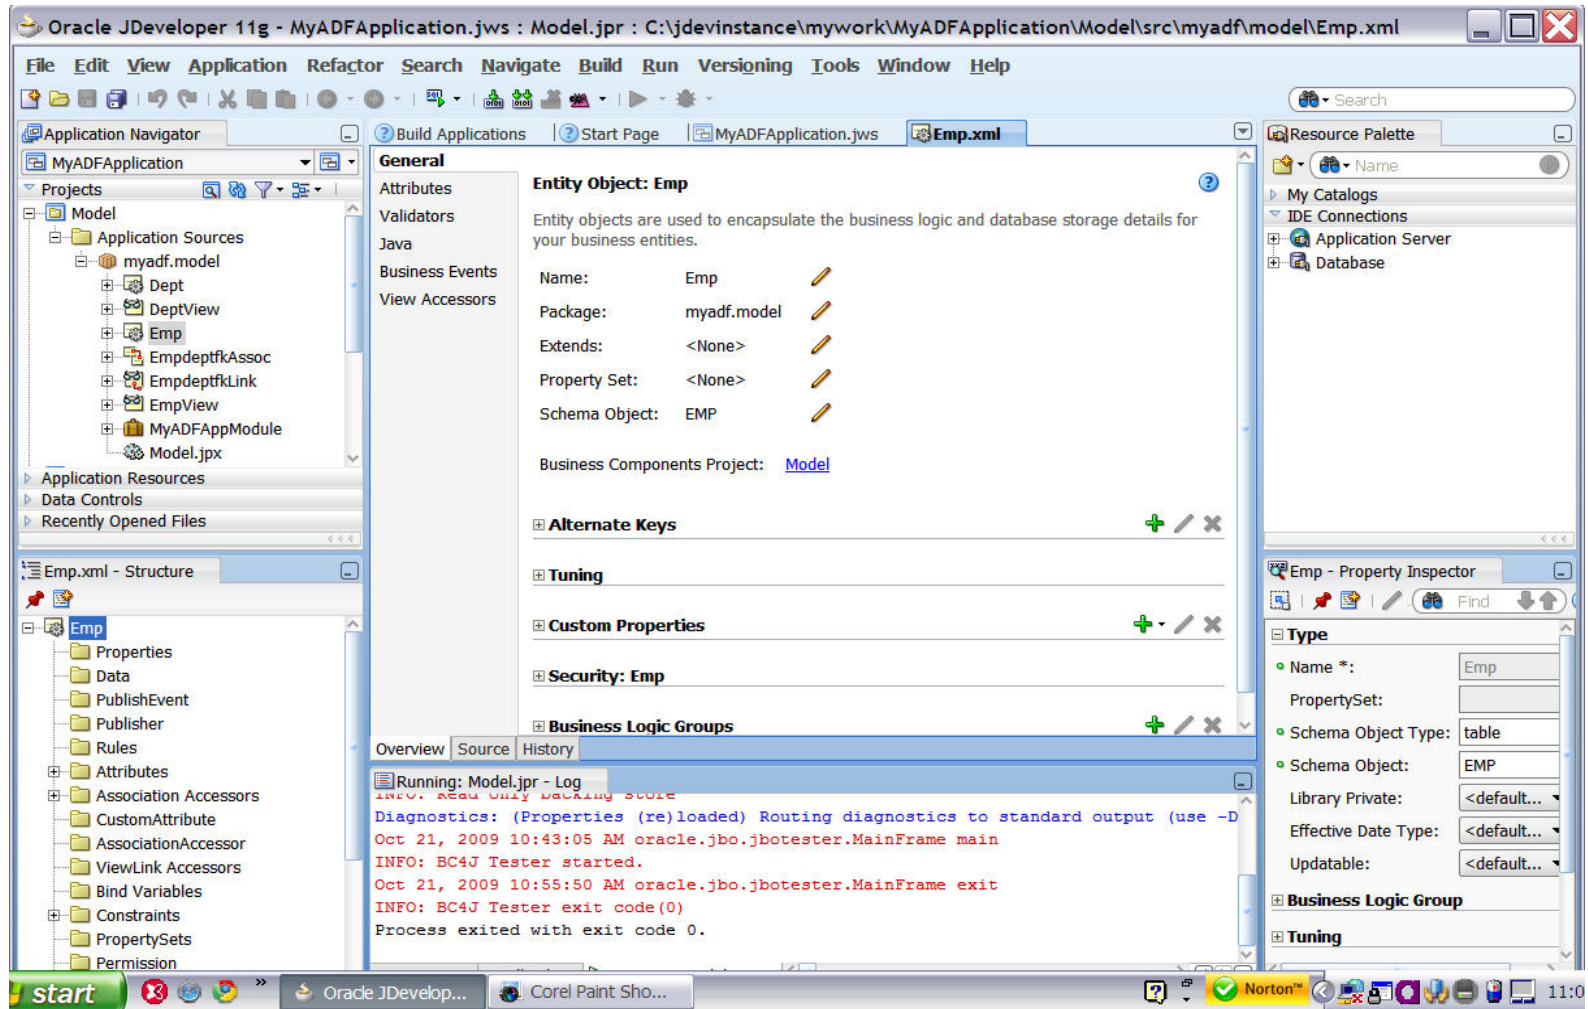 Oracle JDeveloper 11g - MyADFApplication.jws : Model.jpr : C:\jdevinstance\mywork\MyADFApplication\Model\src\myadf\model\Emp.xml
File Edit View Application Refactor Search Navigate Build Run Versioning Tools Window Help
Search
Application Navigator
MyADFApplication
Projects
Model
Application Sources
myadf.model
Dept
DeptView
Emp
EmpdeptfkAssoc
EmpdeptfkLink
EmpView
MyADFAppModule
Model.jpx
Application Resources
Data Controls
Recently Opened Files
Emp.xml - Structure
Emp
Properties
Data
PublishEvent
Publisher
Rules
Attributes
Association Accessors
CustomAttribute
AssociationAccessor
ViewLink Accessors
Bind Variables
Constraints
PropertySets
Permission
Build Applications Start Page MyADFApplication.jws Emp.xml
General
Attributes
Validators
Java
Business Events
View Accessors
Entity Object: Emp
Entity objects are used to encapsulate the business logic and database storage details for
your business entities.
Name: Emp
Package: myadf.model
Extends: <None>
Property Set: <None>
Schema Object: EMP
Business Components Project: Model
Alternate Keys
Tuning
Custom Properties
Security: Emp
Business Logic Groups
Overview Source History
Running: Model.jpr - Log
INFO: Read only backing store
Diagnostics: (Properties (re)loaded) Routing diagnostics to standard output (use -D
Oct 21, 2009 10:43:05 AM oracle.jbo.jbotester.MainFrame main
INFO: BC4J Tester started.
Oct 21, 2009 10:55:50 AM oracle.jbo.jbotester.MainFrame exit
INFO: BC4J Tester exit code(0)
Process exited with exit code 0.
Resource Palette
Name
My Catalogs
IDE Connections
Application Server
Database
Emp - Property Inspector
Find
Type
Name *: Emp
PropertySet:
Schema Object Type: table
Schema Object: EMP
Library Private: <default...
Effective Date Type: <default...
Updatable: <default...
Business Logic Group
Tuning
start
Oracle JDevelop...
Corel Paint Sho...
Norton™
11:0